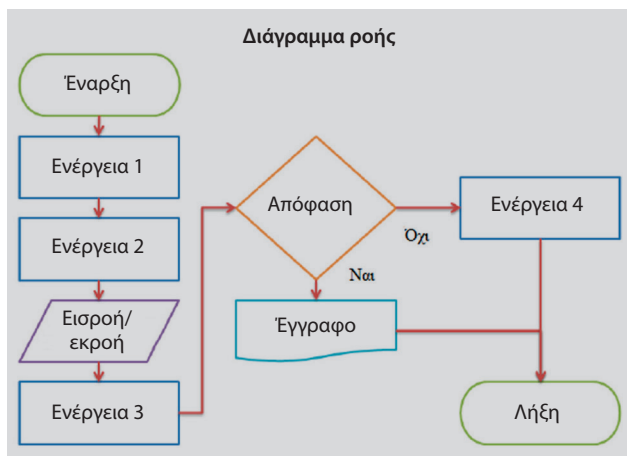 Διάγραμμα ροής
Έναρξη
Ενέργεια 1
Ενέργεια 2
Εισροή/
εκροή
Ενέργεια 3
Απόφαση
Όχι
Ναι
Ενέργεια 4
Έγγραφο
Λήξη